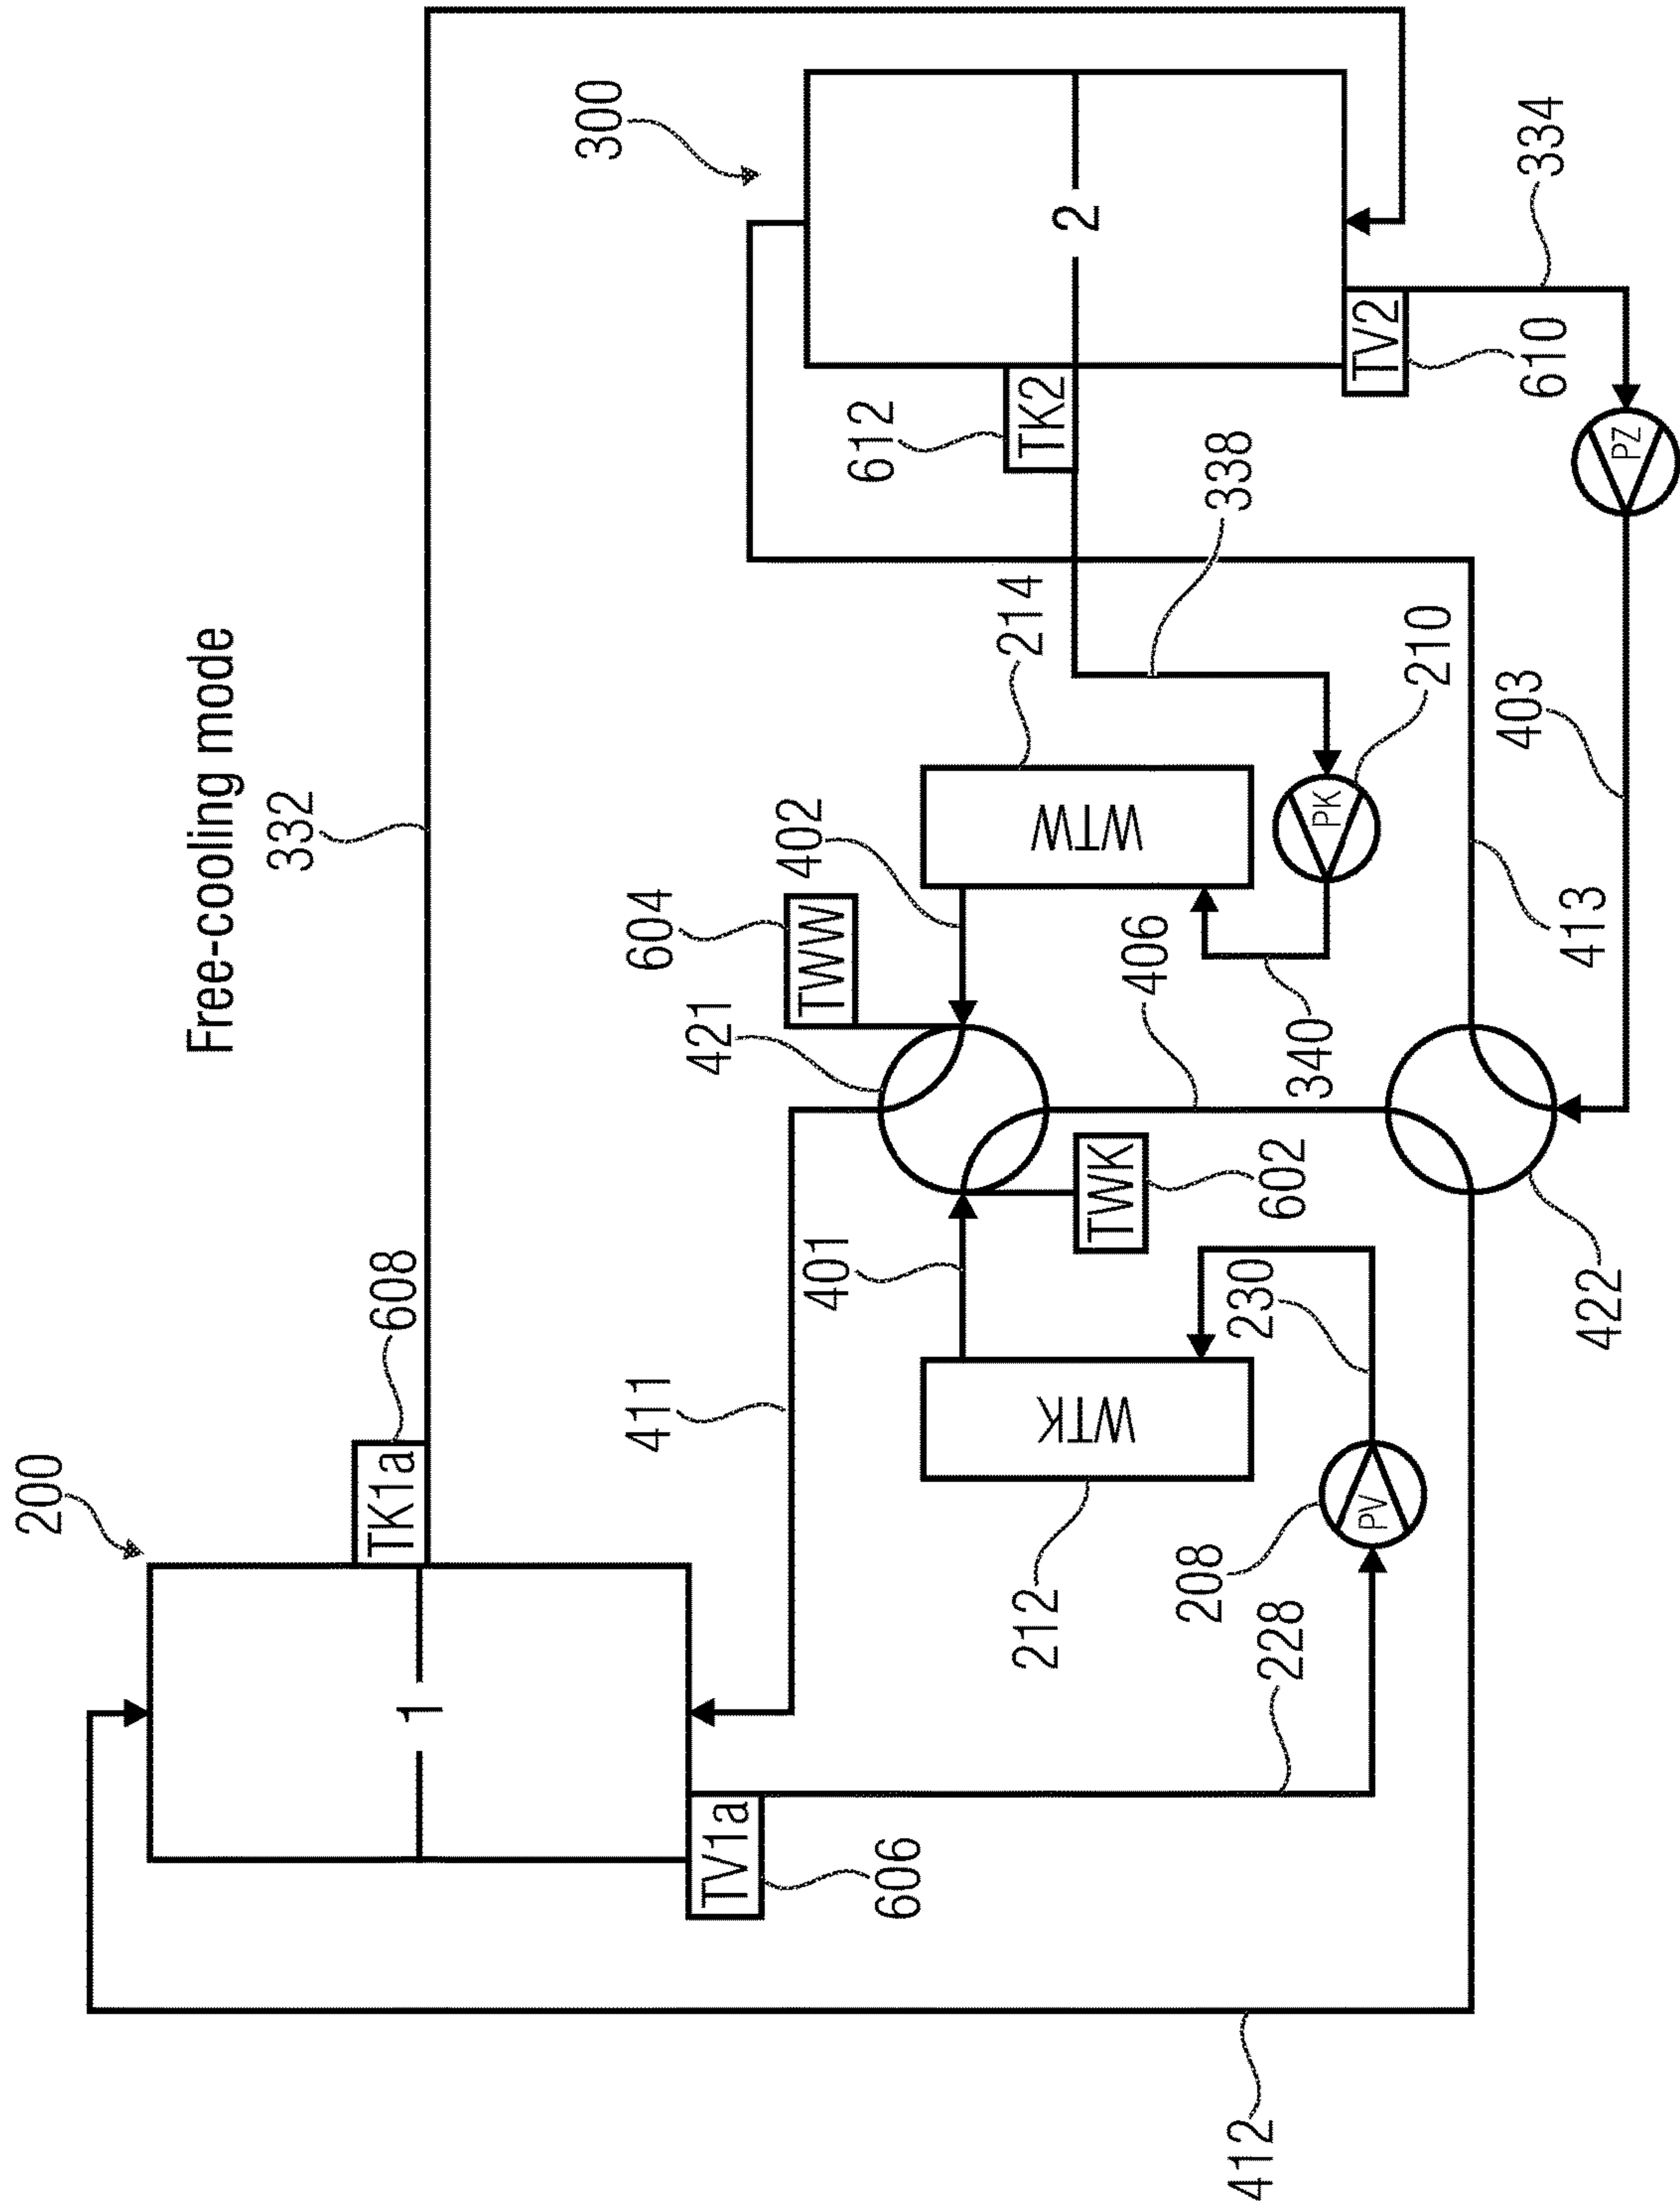 Free-cooling mode
200
TK1a
608
332
300
1
2
TV1a
606
411
TK2
612
TV2
610
334
PZ
421
604
TWW
402
214
WTW
338
401
TWK
602
406
340
PK
210
403
212
WTK
230
208
PV
228
422
413
412